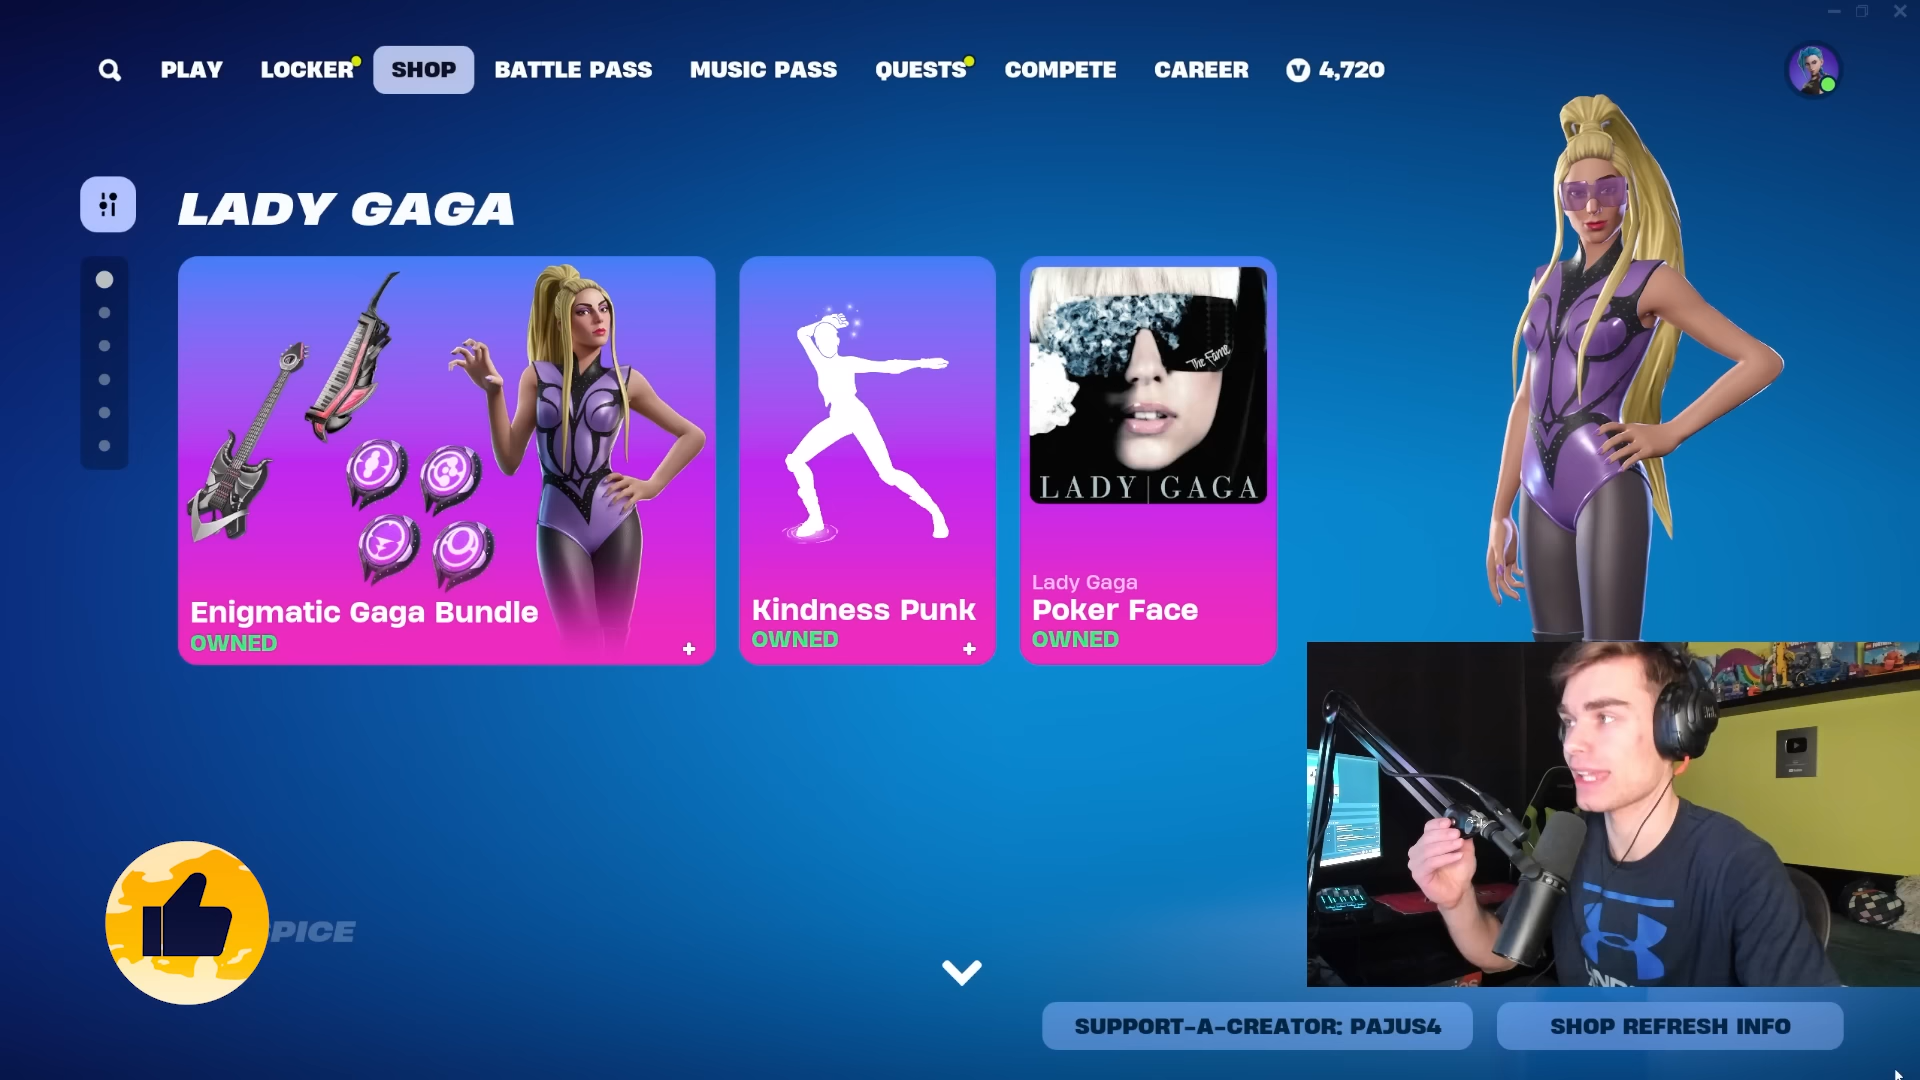 PLAY
LOCKER
SHOP
BATTLE PASS
MUSIC PASS
QUESTS
COMPETE
CAREER
V 4,720
LADY GAGA
The Fame
LADY | GAGA
Enigmatic Gaga Bundle
OWNED
+
Kindness Punk
OWNED
+
Lady Gaga
Poker Face
OWNED
SPICE
SUPPORT-A-CREATOR: PAJUS4
SHOP REFRESH INFO